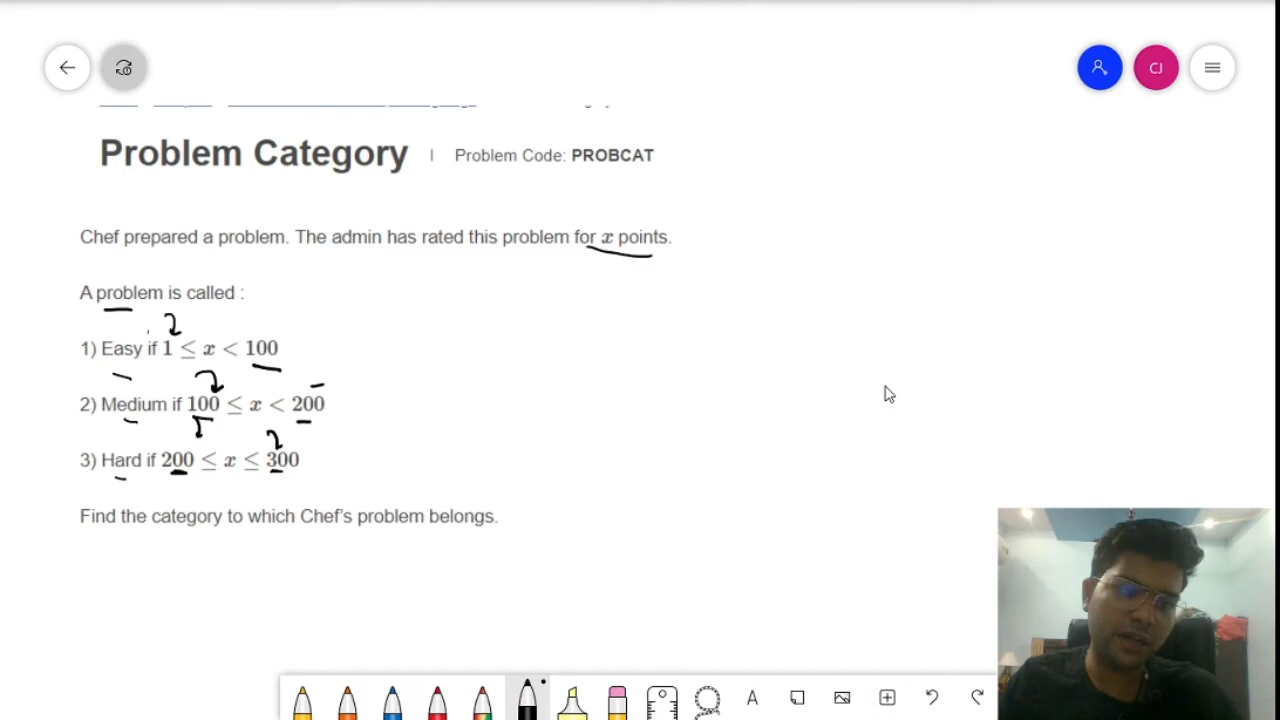 CJ
Problem Category | Problem Code: PROBCAT
Chef prepared a problem. The admin has rated this problem for x points.
A problem is called :
1) Easy if 1 ≤ x < 100
2) Medium if 100 ≤ x < 200
3) Hard if 200 ≤ x ≤ 300
Find the category to which Chef's problem belongs.
A